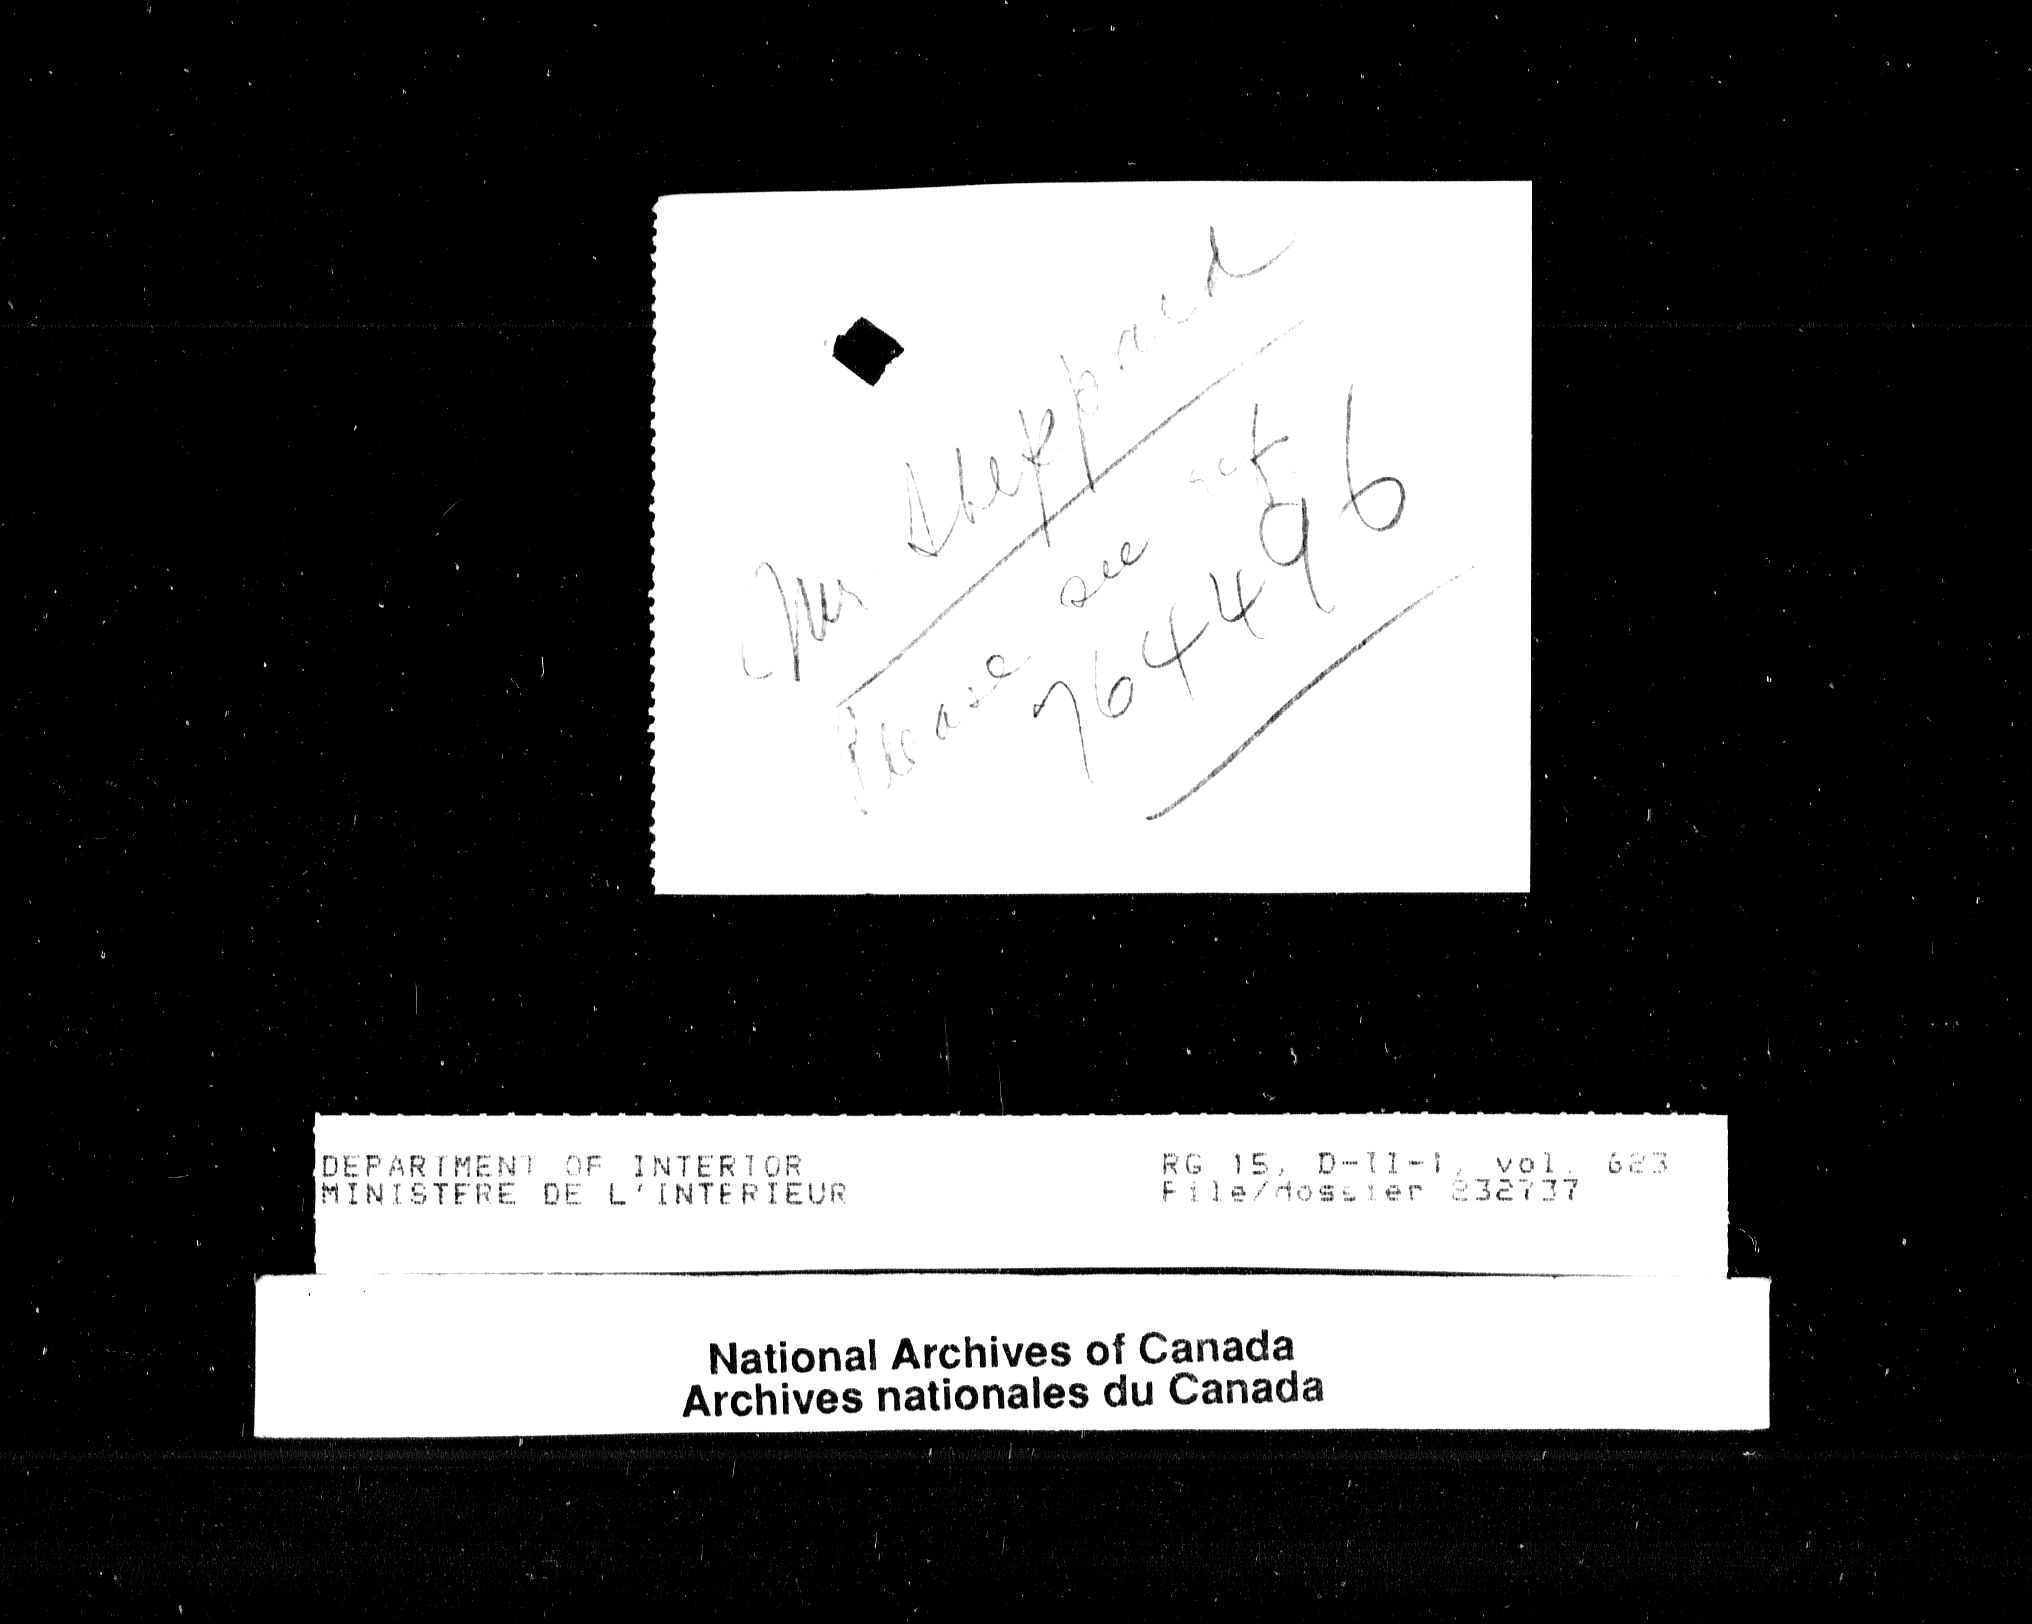 Mr. Sheppard
Please see
764496
DEPARTMENT OF INTERIOR
MINISTERE DE L'INTERIEUR
RG 15, D-II-1, vol. 623
File/dossier 232737
National Archives of Canada
Archives nationales du Canada